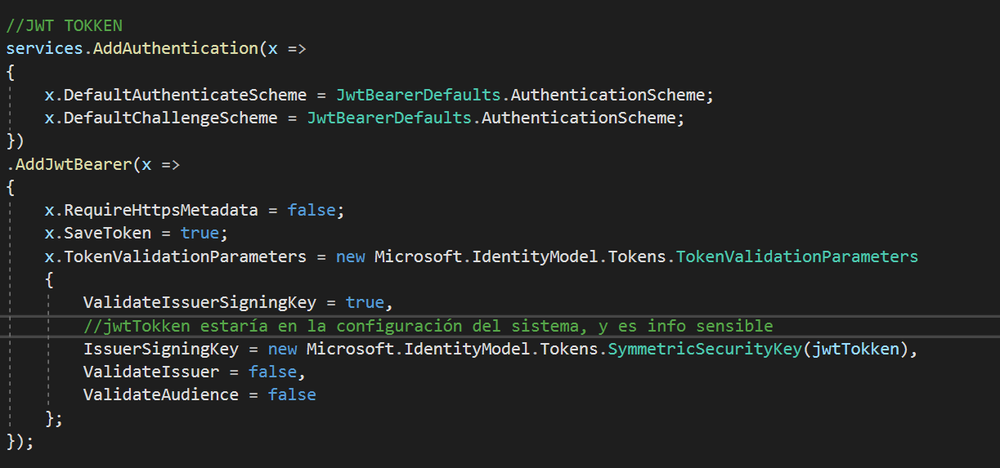 //JWT TOKKEN
services.AddAuthentication(x =>
{
    x.DefaultAuthenticateScheme = JwtBearerDefaults.AuthenticationScheme;
    x.DefaultChallengeScheme = JwtBearerDefaults.AuthenticationScheme;
})
.AddJwtBearer(x =>
{
    x.RequireHttpsMetadata = false;
    x.SaveToken = true;
    x.TokenValidationParameters = new Microsoft.IdentityModel.Tokens.TokenValidationParameters
    {
        ValidateIssuerSigningKey = true,
        //jwtTokken estaría en la configuración del sistema, y es info sensible
        IssuerSigningKey = new Microsoft.IdentityModel.Tokens.SymmetricSecurityKey(jwtTokken),
        ValidateIssuer = false,
        ValidateAudience = false
    };
});